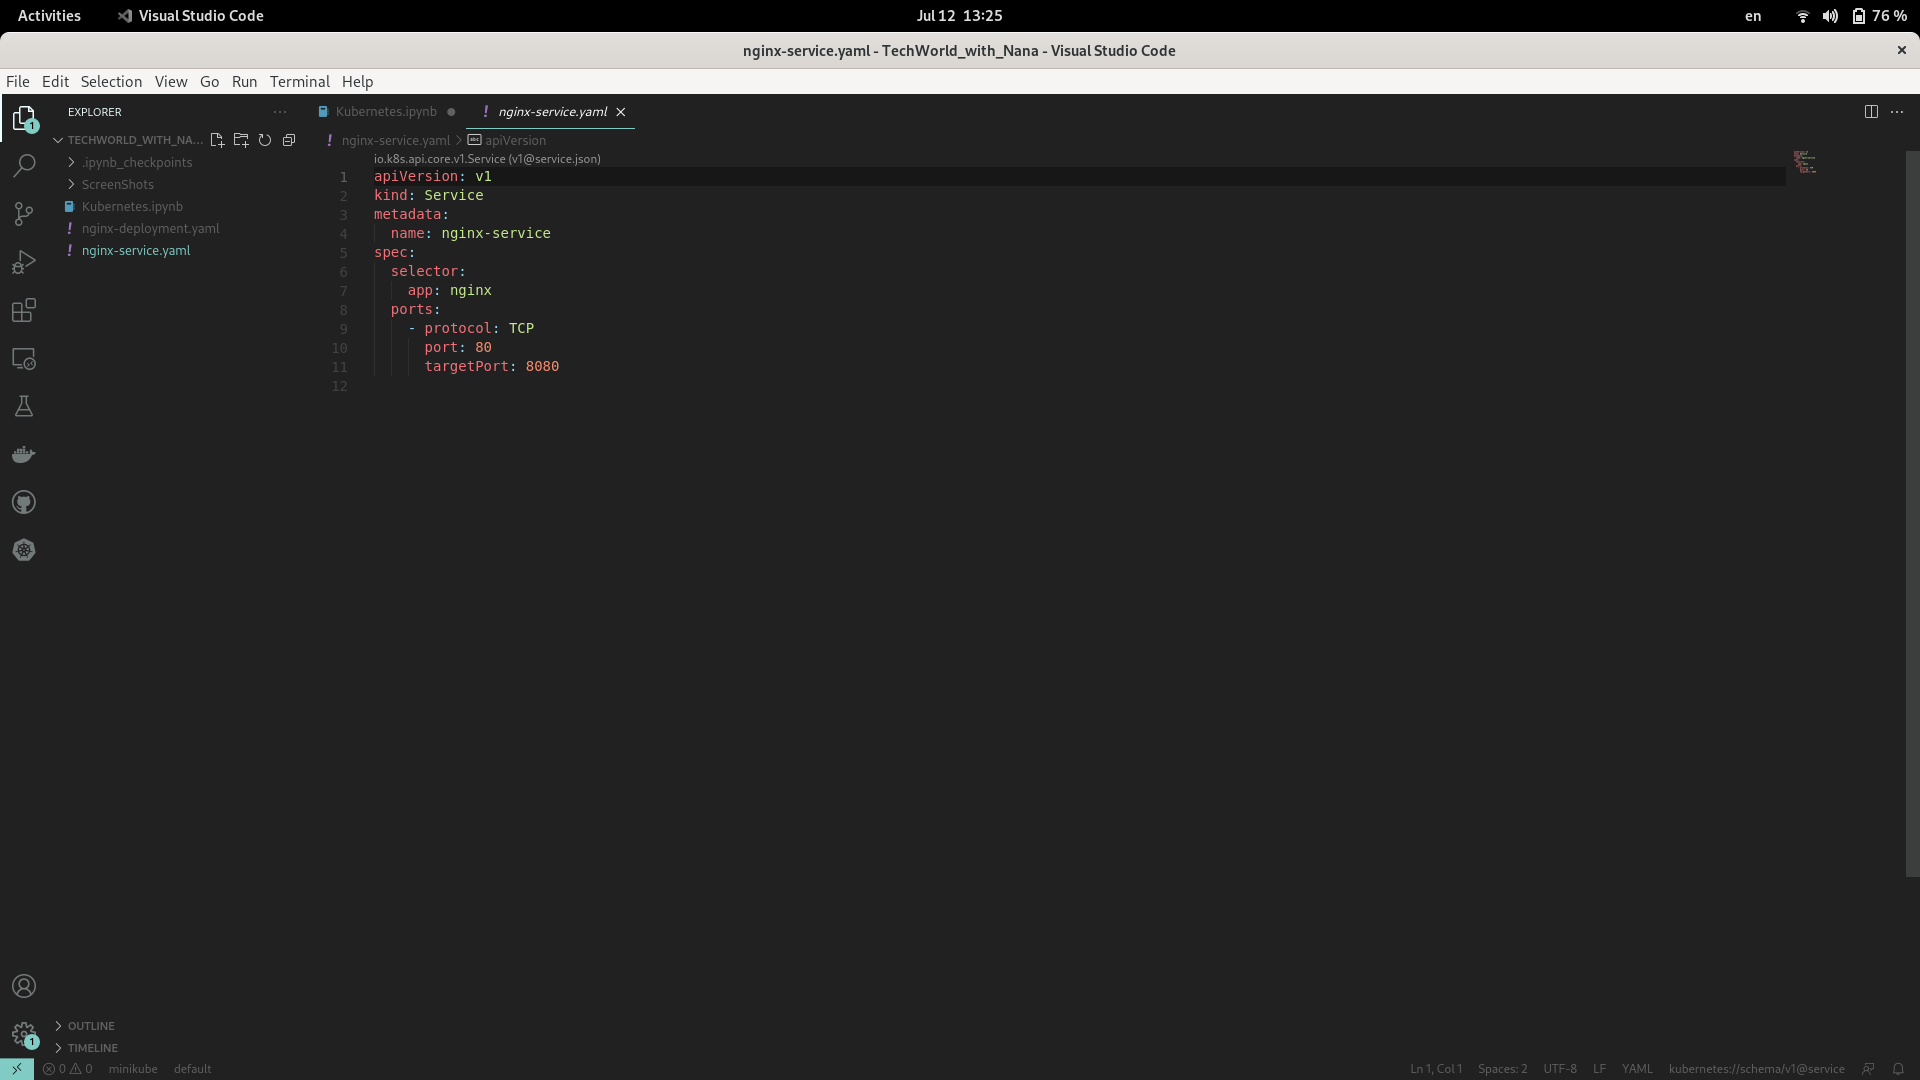 Activities Visual Studio Code Jul 12 13:25 en 76 %
nginx-service.yaml - TechWorld_with_Nana - Visual Studio Code
File Edit Selection View Go Run Terminal Help
EXPLORER
TECHWORLD_WITH_NA...
.ipynb_checkpoints
ScreenShots
Kubernetes.ipynb
nginx-deployment.yaml
nginx-service.yaml
Kubernetes.ipynb nginx-service.yaml
nginx-service.yaml apiVersion
io.k8s.api.core.v1.Service (v1@service.json)
1 apiVersion: v1
2 kind: Service
3 metadata:
4   name: nginx-service
5 spec:
6   selector:
7     app: nginx
8   ports:
9     - protocol: TCP
10       port: 80
11       targetPort: 8080
12
1
1
OUTLINE
TIMELINE
0 0 minikube default Ln 1, Col 1 Spaces: 2 UTF-8 LF YAML kubernetes://schema/v1@service